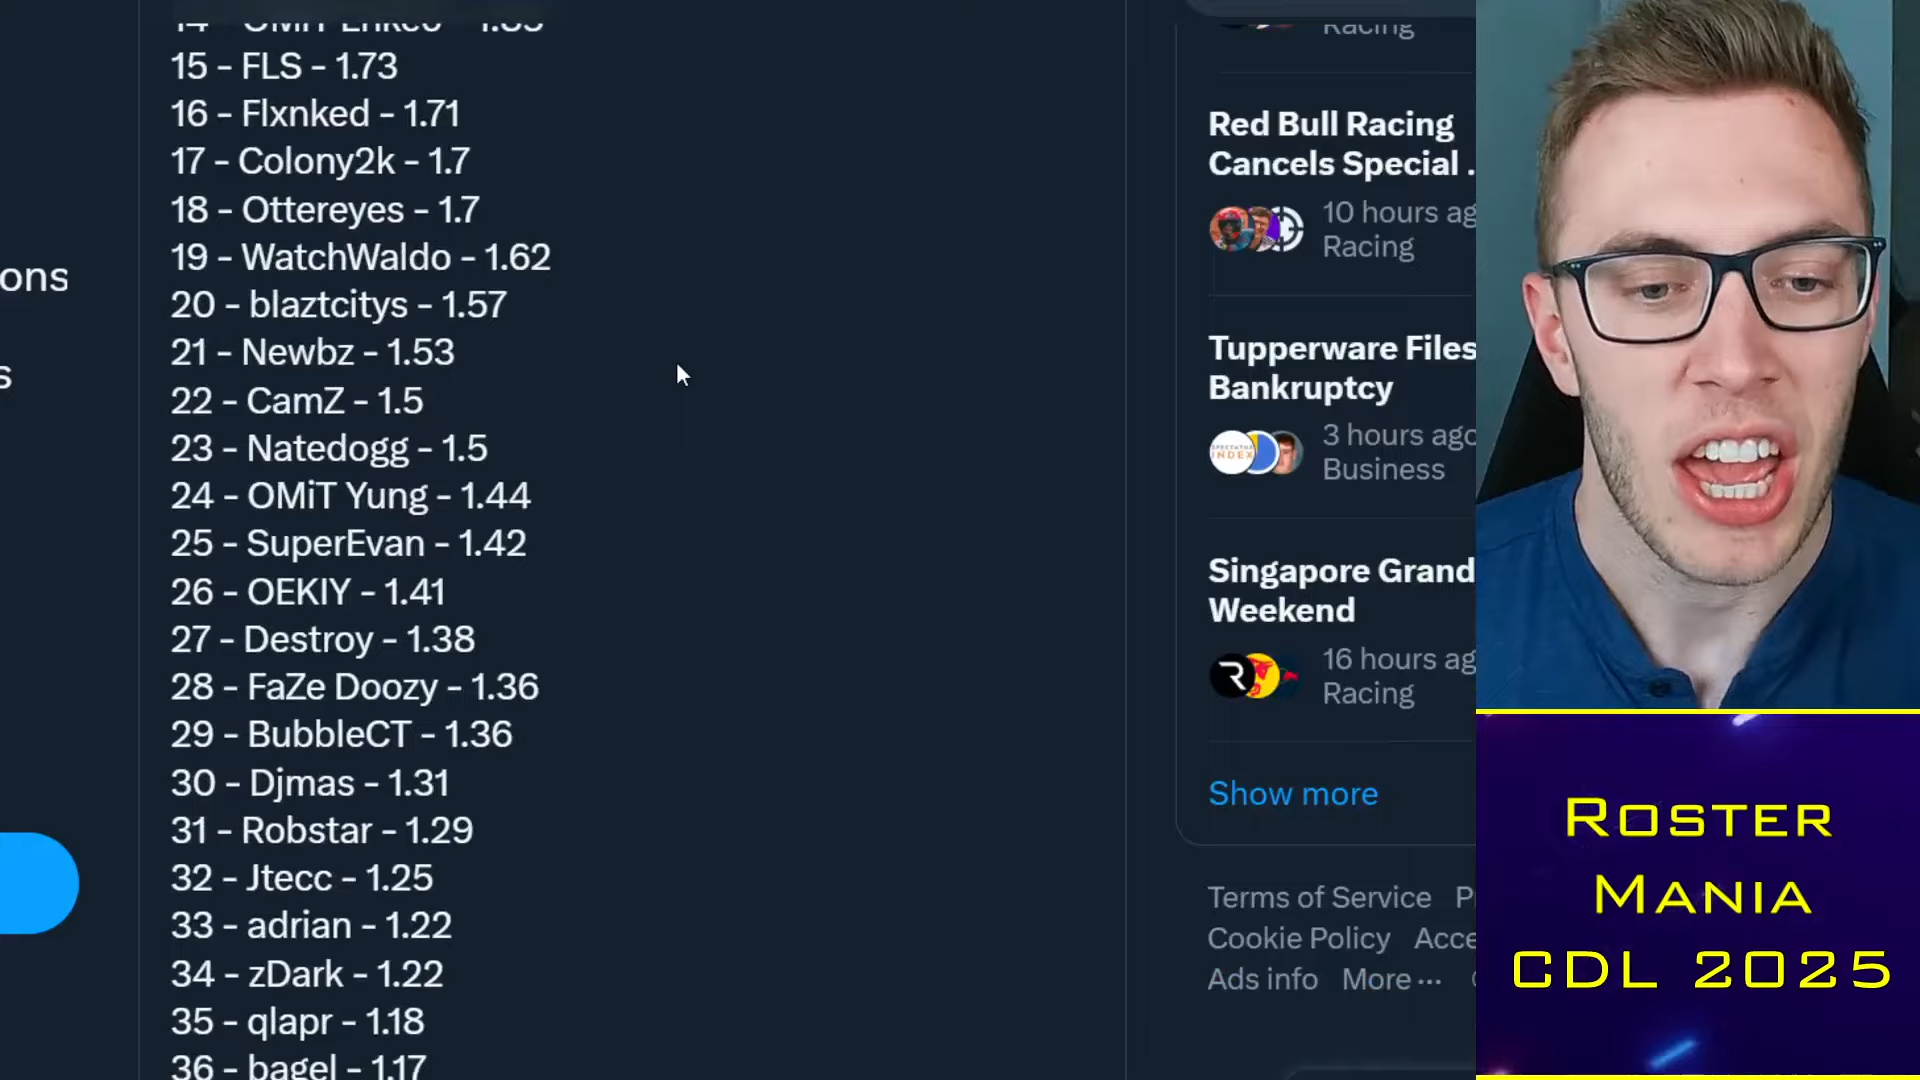 15 - FLS - 1.73
16 - Flxnked - 1.71
17 - Colony2k - 1.7
18 - Ottereyes - 1.7
19 - WatchWaldo - 1.62
20 - blaztcitys - 1.57
21 - Newbz - 1.53
22 - CamZ - 1.5
23 - Natedogg - 1.5
24 - OMiT Yung - 1.44
25 - SuperEvan - 1.42
26 - OEKIY - 1.41
27 - Destroy - 1.38
28 - FaZe Doozy - 1.36
29 - BubbleCT - 1.36
30 - Djmas - 1.31
31 - Robstar - 1.29
32 - Jtecc - 1.25
33 - adrian - 1.22
34 - zDark - 1.22
35 - qlapr - 1.18
36 - bagel - 1.17
ons
s
Racing
Red Bull Racing
Cancels Special .
10 hours ag
Racing
Tupperware Files
Bankruptcy
INDEX
3 hours ago
Business
Singapore Grand
Weekend
R
16 hours ag
Racing
Show more
Terms of Service P
Cookie Policy Acce
Ads info More ...
ROSTER
MANIA
CDL 2025